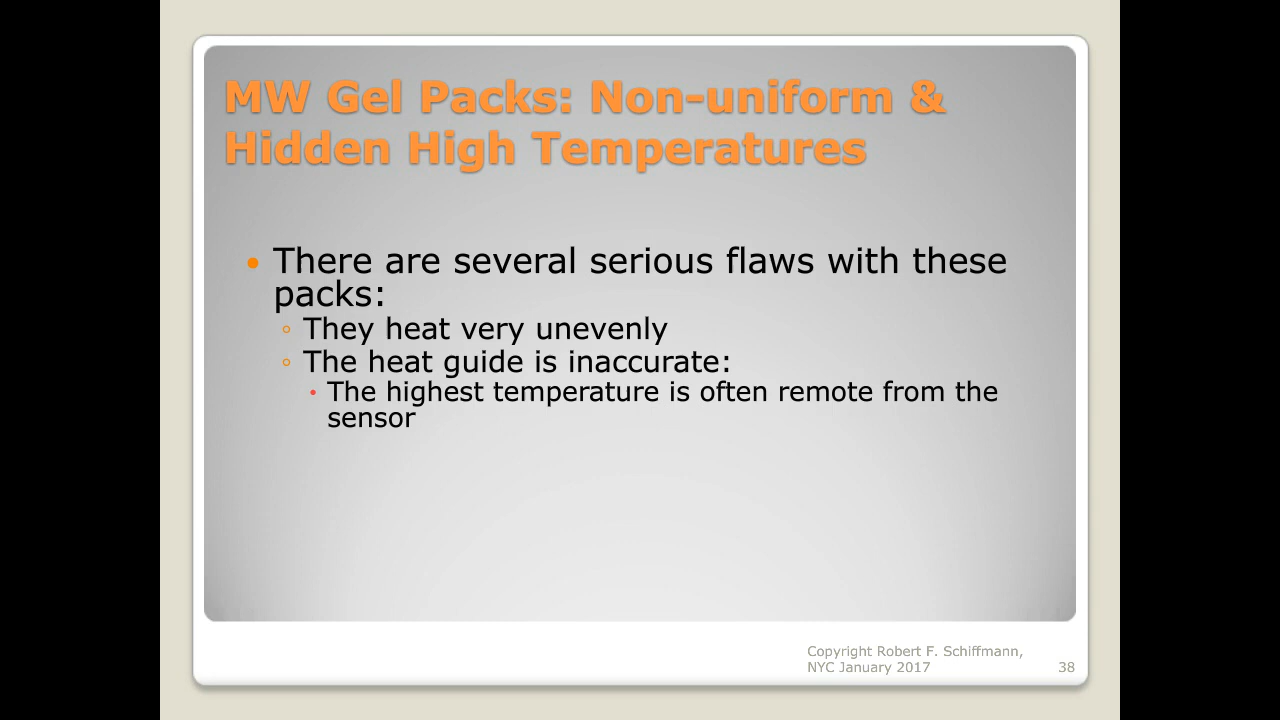 MW Gel Packs: Non-uniform &
Hidden High Temperatures
There are several serious flaws with these
packs:
They heat very unevenly
The heat guide is inaccurate:
The highest temperature is often remote from the
sensor
Copyright Robert F. Schiffmann,
NYC January 2017
38